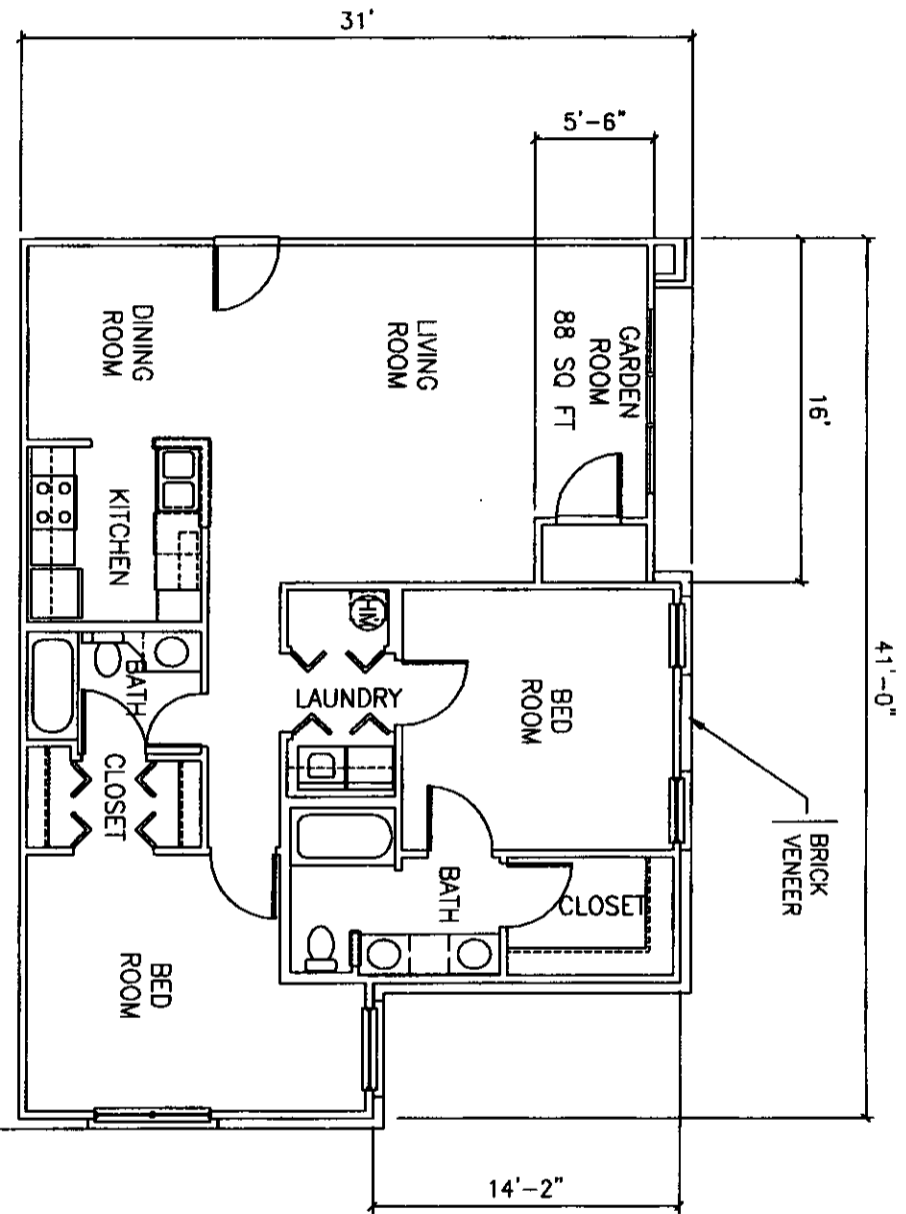 31'
5'-6"
16'
41'-0"
14'-2"
BRICK
VENEER
GARDEN
ROOM
88 SQ FT
LIVING
ROOM
DINING
ROOM
KITCHEN
HM
LAUNDRY
BED
ROOM
BATH
CLOSET
BATH
CLOSET
BED
ROOM